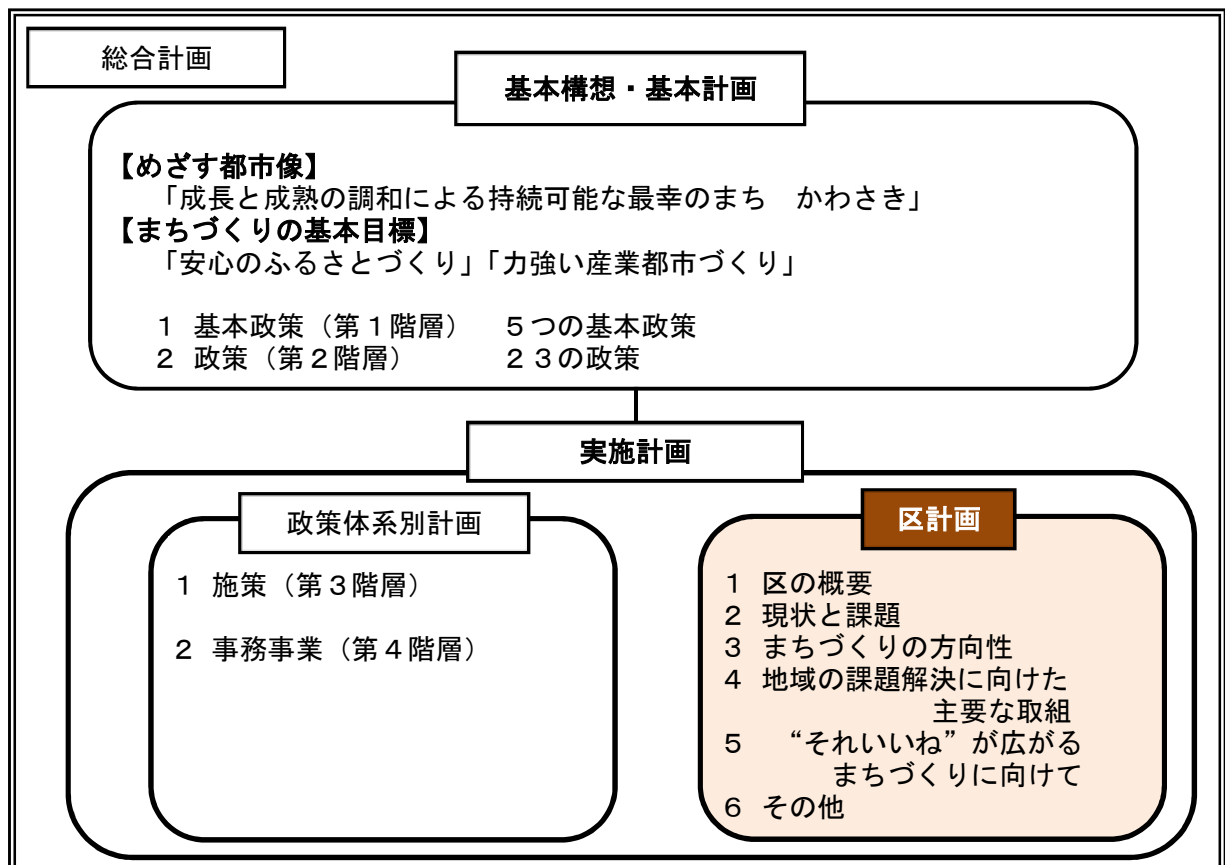 総合計画
基本構想・基本計画
【めざす都市像】
「成長と成熟の調和による持続可能な最幸のまち　かわさき」
【まちづくりの基本目標】
「安心のふるさとづくり」「力強い産業都市づくり」
１ 基本政策（第１階層）　５つの基本政策
２ 政策（第２階層）　２３の政策
実施計画
政策体系別計画
１ 施策（第３階層）
２ 事務事業（第４階層）
区計画
１ 区の概要
２ 現状と課題
３ まちづくりの方向性
４ 地域の課題解決に向けた
主要な取組
５ “それいいね”が広がる
まちづくりに向けて
６ その他